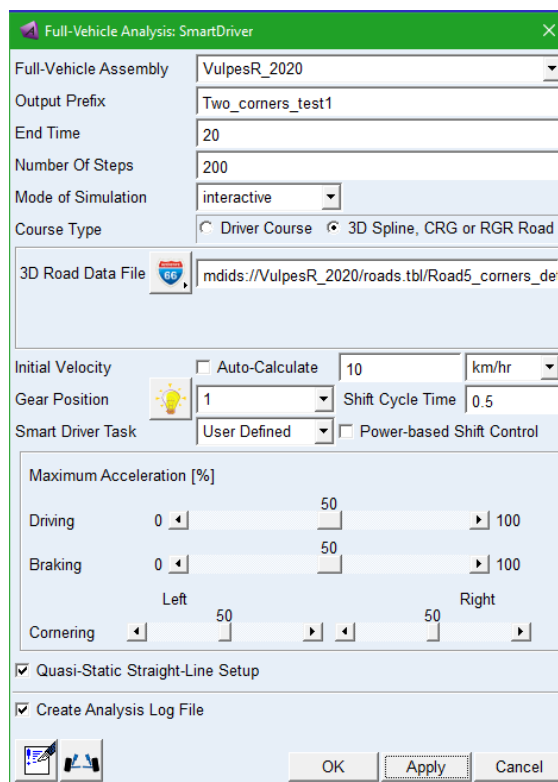 Full-Vehicle Analysis: SmartDriver
Full-Vehicle Assembly VulpesR_2020
Output Prefix Two_corners_test1
End Time 20
Number Of Steps 200
Mode of Simulation interactive
Course Type Driver Course 3D Spline, CRG or RGR Road
3D Road Data File 66 mdids://VulpesR_2020/roads.tbl/Road5_corners_de
Initial Velocity Auto-Calculate 10 km/hr
Gear Position 1 Shift Cycle Time 0.5
Smart Driver Task User Defined Power-based Shift Control
Maximum Acceleration [%]
50
Driving 0 100
50
Braking 0 100
Left Right
50 50
Cornering
Quasi-Static Straight-Line Setup
Create Analysis Log File
OK Apply Cancel